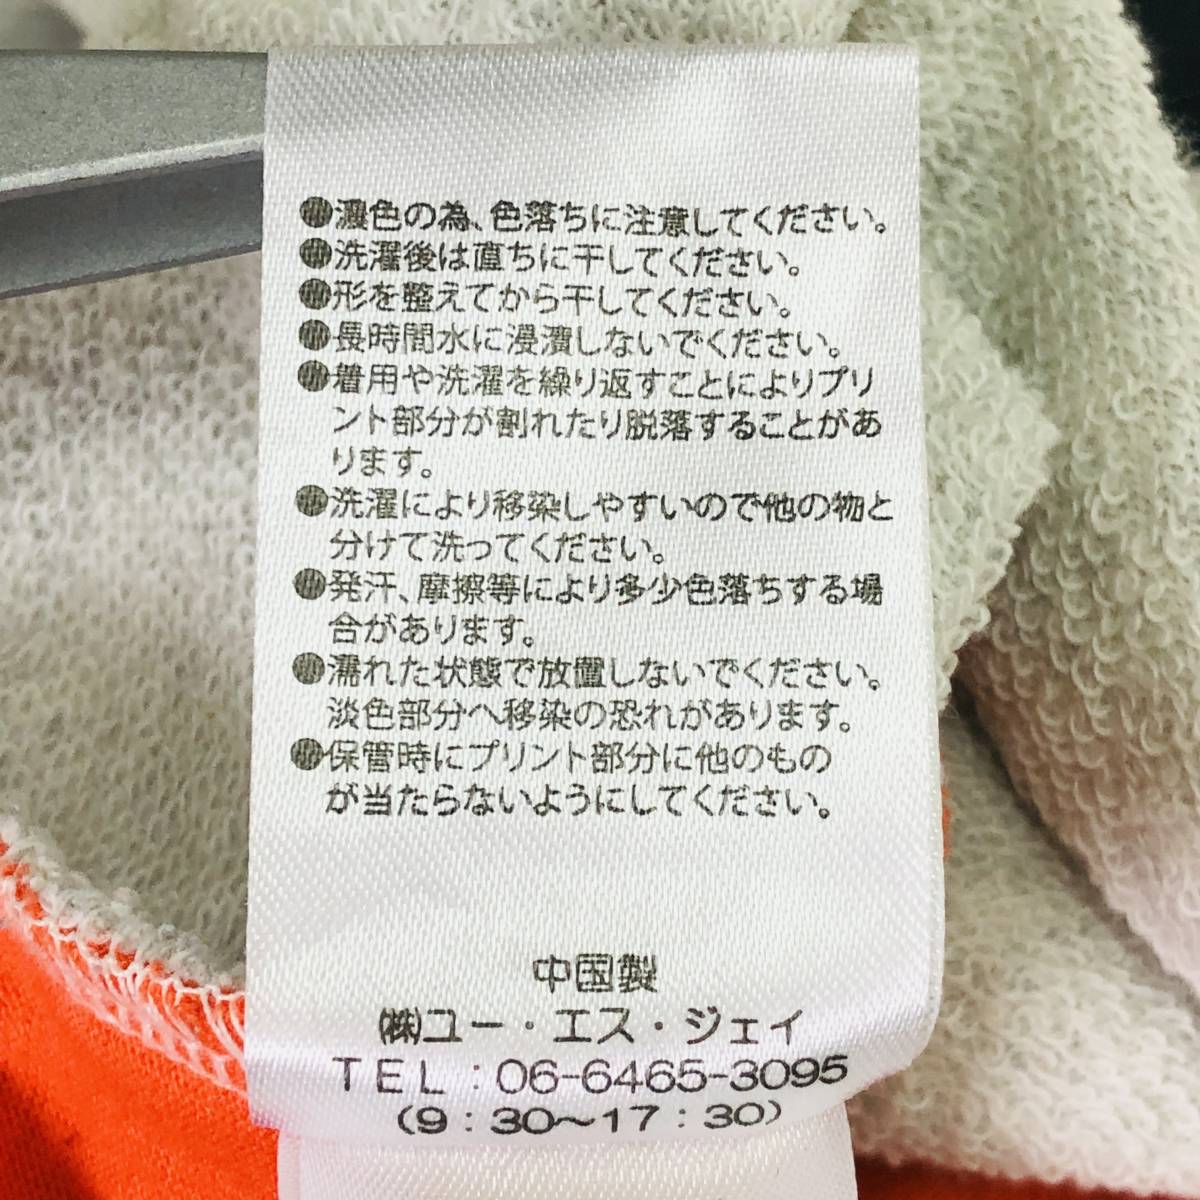 ●濃色の為、色落ちに注意してください。
●洗濯後は直ちに干してください。
●形を整えてから干してください。
●長時間水に浸漬しないでください。
●着用や洗濯を繰り返すことによりプリ
ント部分が割れたり脱落することがあ
ります。
●洗濯により移染しやすいので他の物と
分けて洗ってください。
●発汗、摩擦等により多少色落ちする場
合があります。
●濡れた状態で放置しないでください。
淡色部分へ移染の恐れがあります。
●保管時にプリント部分に他のもの
が当たらないようにしてください。
中国製
㈱ユー・エス・ジェイ
TEL：06-6465-3095
(9：30～17：30)